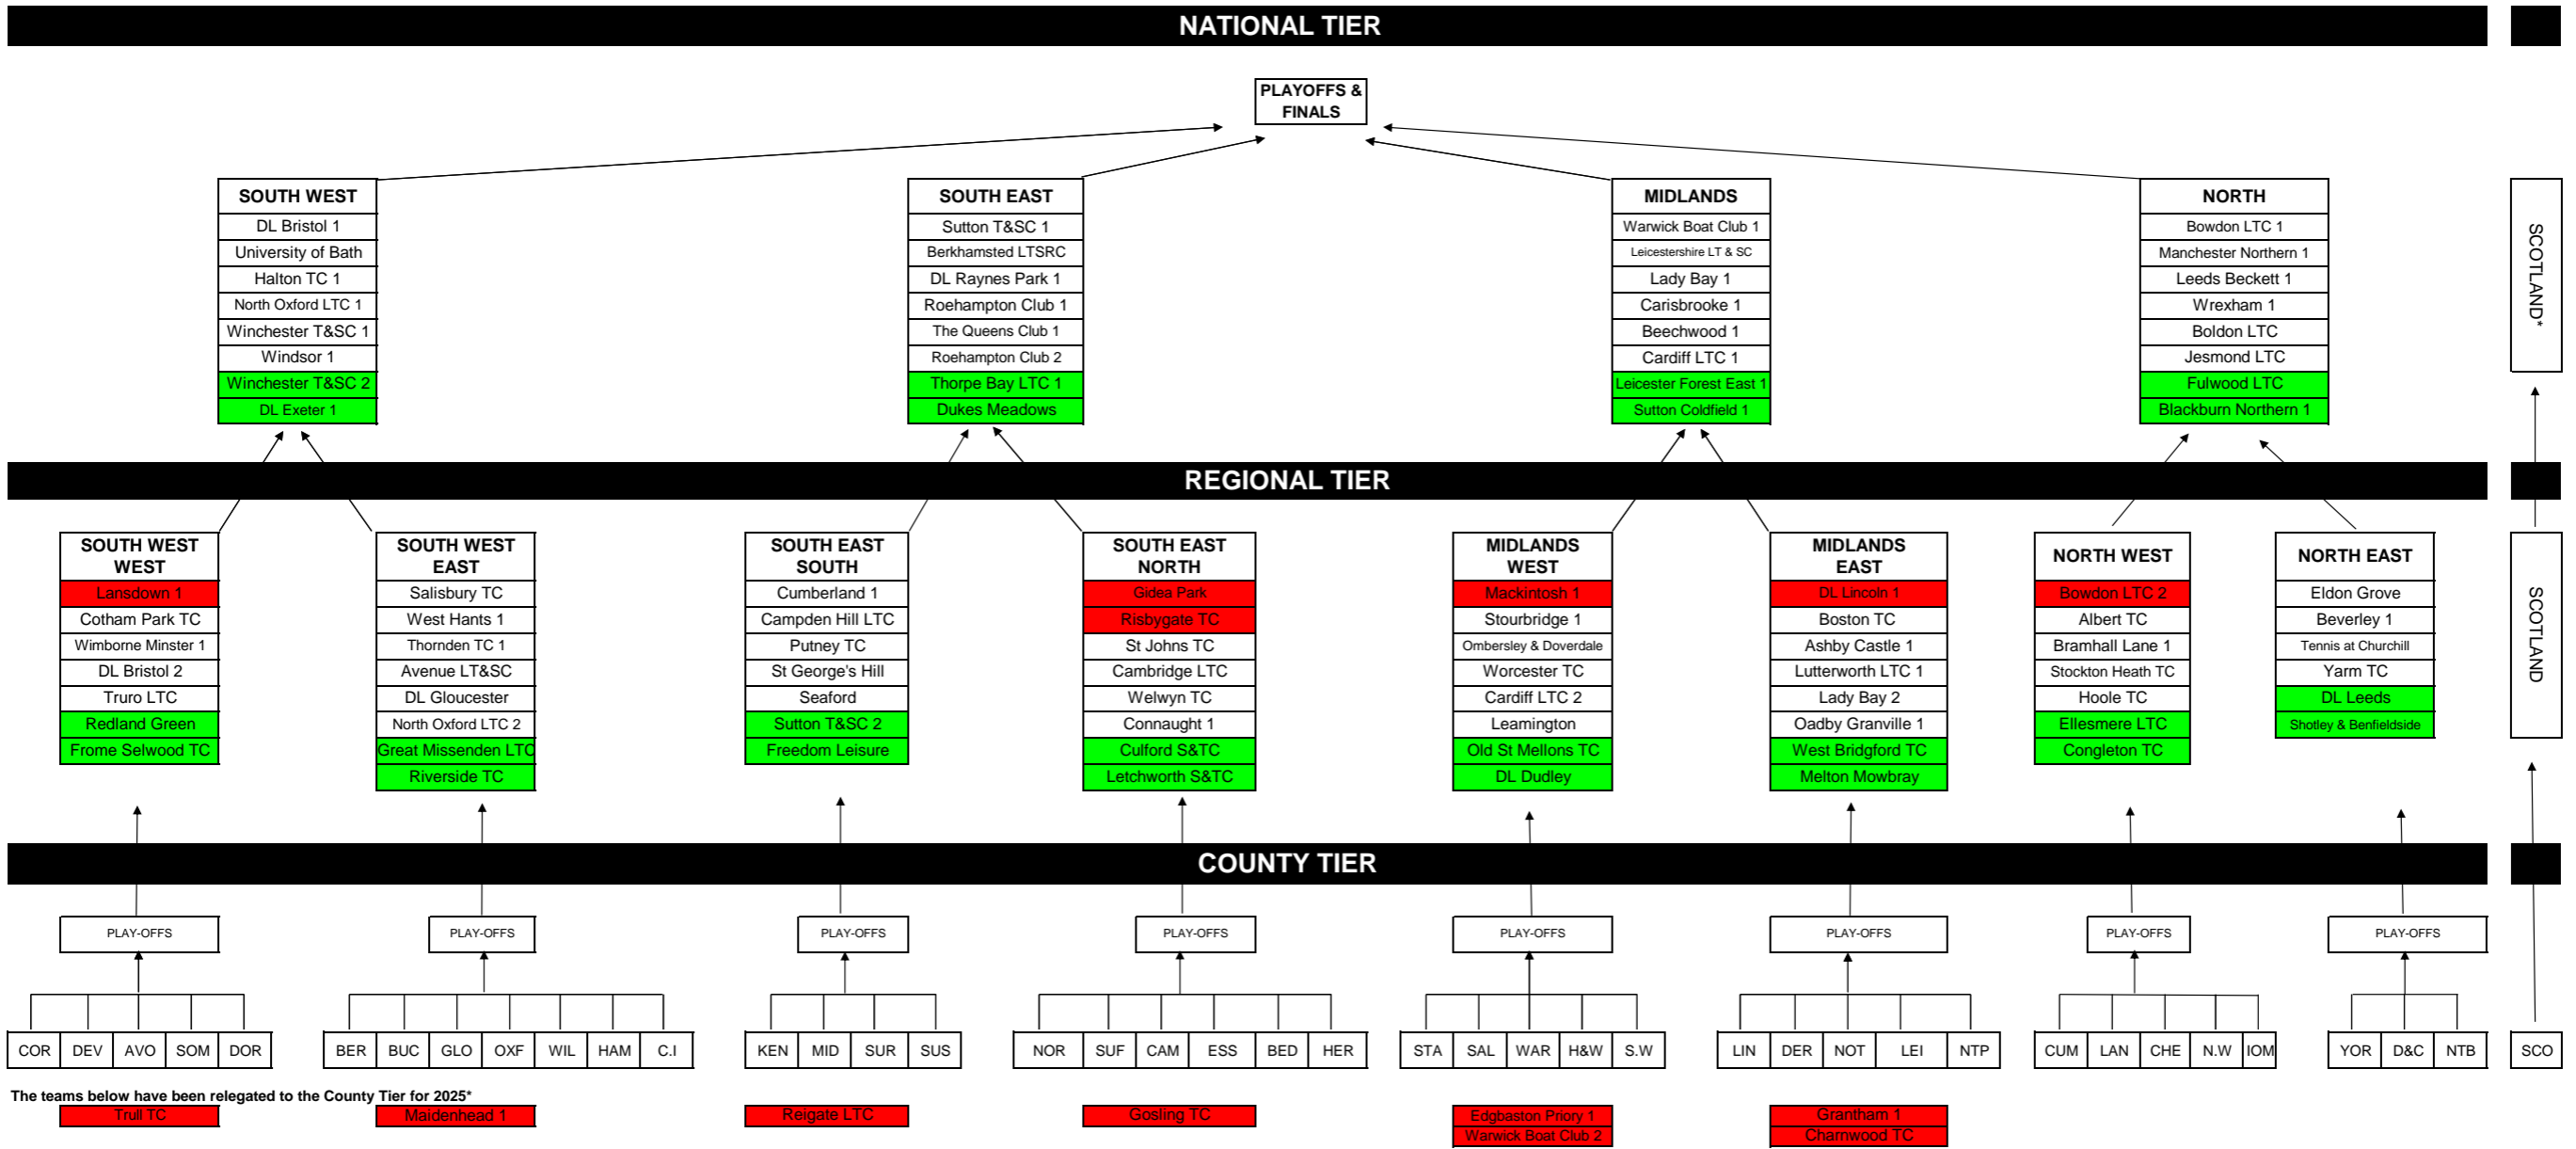 NATIONAL TIER
PLAYOFFS &
FINALS
SOUTH WEST
DL Bristol 1
University of Bath
Halton TC 1
North Oxford LTC 1
Winchester T&SC 1
Windsor 1
Winchester T&SC 2
DL Exeter 1
SOUTH EAST
Sutton T&SC 1
Berkhamsted LTSRC
DL Raynes Park 1
Roehampton Club 1
The Queens Club 1
Roehampton Club 2
Thorpe Bay LTC 1
Dukes Meadows
MIDLANDS
Warwick Boat Club 1
Leicestershire LT & SC
Lady Bay 1
Carisbrooke 1
Beechwood 1
Cardiff LTC 1
Leicester Forest East 1
Sutton Coldfield 1
NORTH
Bowdon LTC 1
Manchester Northern 1
Leeds Beckett 1
Wrexham 1
Boldon LTC
Jesmond LTC
Fulwood LTC
Blackburn Northern 1
SCOTLAND*
REGIONAL TIER
SOUTH WEST
WEST
Lansdown 1
Cotham Park TC
Wimborne Minster 1
DL Bristol 2
Truro LTC
Redland Green
Frome Selwood TC
SOUTH WEST
EAST
Salisbury TC
West Hants 1
Thornden TC 1
Avenue LT&SC
DL Gloucester
North Oxford LTC 2
Great Missenden LTC
Riverside TC
SOUTH EAST
SOUTH
Cumberland 1
Campden Hill LTC
Putney TC
St George's Hill
Seaford
Sutton T&SC 2
Freedom Leisure
SOUTH EAST
NORTH
Gidea Park
Risbygate TC
St Johns TC
Cambridge LTC
Welwyn TC
Connaught 1
Culford S&TC
Letchworth S&TC
MIDLANDS
WEST
Mackintosh 1
Stourbridge 1
Ombersley & Doverdale
Worcester TC
Cardiff LTC 2
Leamington
Old St Mellons TC
DL Dudley
MIDLANDS
EAST
DL Lincoln 1
Boston TC
Ashby Castle 1
Lutterworth LTC 1
Lady Bay 2
Oadby Granville 1
West Bridgford TC
Melton Mowbray
NORTH WEST
Bowdon LTC 2
Albert TC
Bramhall Lane 1
Stockton Heath TC
Hoole TC
Ellesmere LTC
Congleton TC
NORTH EAST
Eldon Grove
Beverley 1
Tennis at Churchill
Yarm TC
DL Leeds
Shotley & Benfieldside
SCOTLAND
COUNTY TIER
PLAY-OFFS
PLAY-OFFS
PLAY-OFFS
PLAY-OFFS
PLAY-OFFS
PLAY-OFFS
PLAY-OFFS
PLAY-OFFS
COR DEV AVO SOM DOR
BER BUC GLO OXF WIL HAM C.I
KEN MID SUR SUS
NOR SUF CAM ESS BED HER
STA SAL WAR H&W S.W
LIN DER NOT LEI NTP
CUM LAN CHE N.W IOM
YOR D&C NTB
SCO
The teams below have been relegated to the County Tier for 2025*
Trull TC
Maidenhead 1
Reigate LTC
Gosling TC
Edgbaston Priory 1
Warwick Boat Club 2
Grantham 1
Charnwood TC